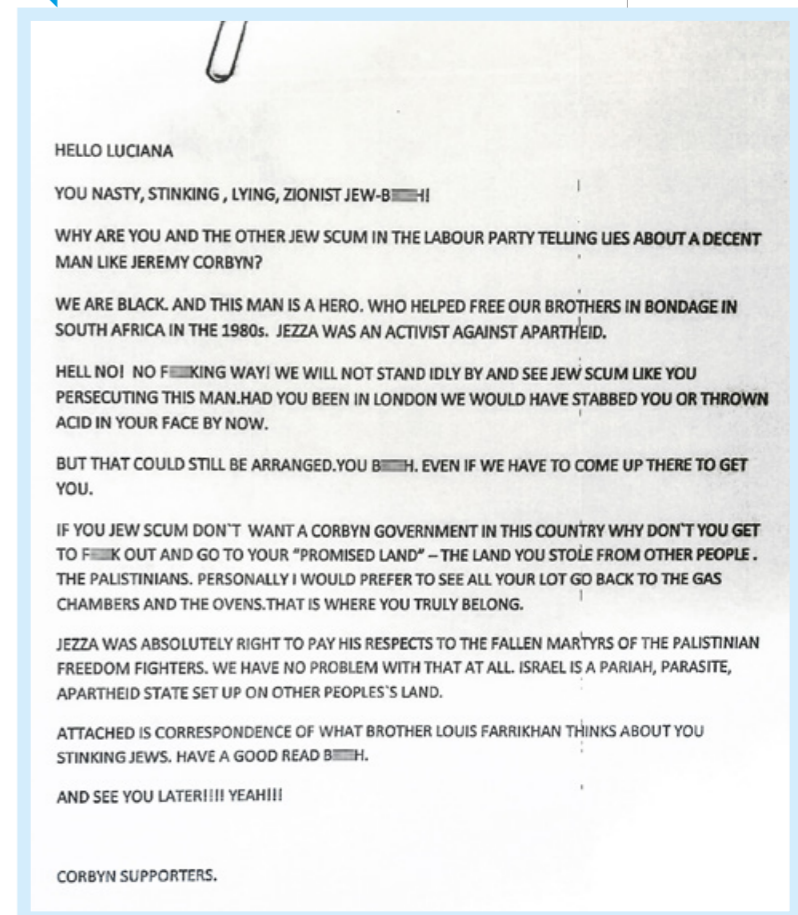 HELLO LUCIANA
YOU NASTY, STINKING , LYING, ZIONIST JEW-B▒▒H!
WHY ARE YOU AND THE OTHER JEW SCUM IN THE LABOUR PARTY TELLING LIES ABOUT A DECENT
MAN LIKE JEREMY CORBYN?
WE ARE BLACK. AND THIS MAN IS A HERO. WHO HELPED FREE OUR BROTHERS IN BONDAGE IN
SOUTH AFRICA IN THE 1980s. JEZZA WAS AN ACTIVIST AGAINST APARTHEID.
HELL NO! NO F▒▒KING WAY! WE WILL NOT STAND IDLY BY AND SEE JEW SCUM LIKE YOU
PERSECUTING THIS MAN.HAD YOU BEEN IN LONDON WE WOULD HAVE STABBED YOU OR THROWN
ACID IN YOUR FACE BY NOW.
BUT THAT COULD STILL BE ARRANGED.YOU B▒▒H. EVEN IF WE HAVE TO COME UP THERE TO GET
YOU.
IF YOU JEW SCUM DON`T WANT A CORBYN GOVERNMENT IN THIS COUNTRY WHY DON'T YOU GET
TO F▒▒K OUT AND GO TO YOUR "PROMISED LAND" – THE LAND YOU STOLE FROM OTHER PEOPLE .
THE PALISTINIANS. PERSONALLY I WOULD PREFER TO SEE ALL YOUR LOT GO BACK TO THE GAS
CHAMBERS AND THE OVENS.THAT IS WHERE YOU TRULY BELONG.
JEZZA WAS ABSOLUTELY RIGHT TO PAY HIS RESPECTS TO THE FALLEN MARTYRS OF THE PALISTINIAN
FREEDOM FIGHTERS. WE HAVE NO PROBLEM WITH THAT AT ALL. ISRAEL IS A PARIAH, PARASITE,
APARTHEID STATE SET UP ON OTHER PEOPLES`S LAND.
ATTACHED IS CORRESPONDENCE OF WHAT BROTHER LOUIS FARRIKHAN THINKS ABOUT YOU
STINKING JEWS. HAVE A GOOD READ B▒▒H.
AND SEE YOU LATER!!!! YEAH!!!
CORBYN SUPPORTERS.